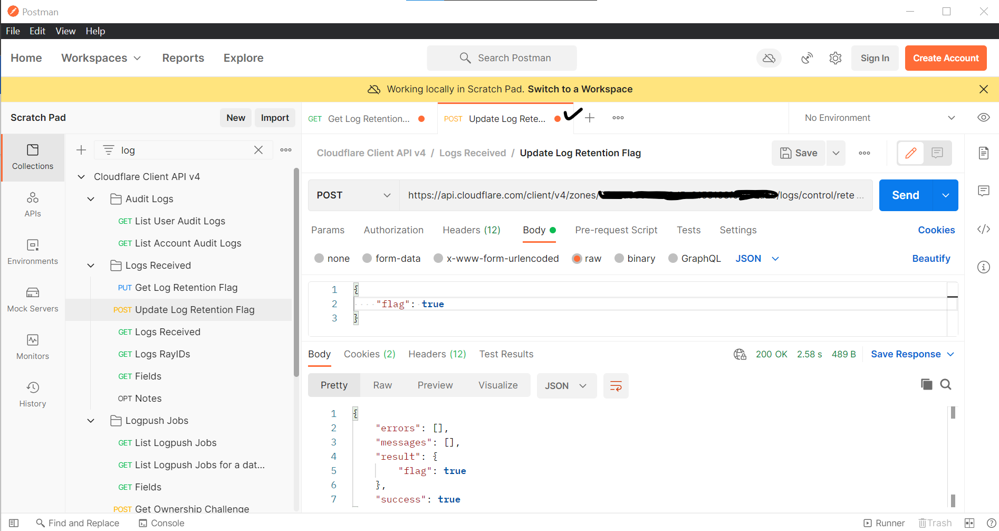 Postman
File Edit View Help
Home Workspaces Reports Explore Search Postman Sign In Create Account
Working locally in Scratch Pad. Switch to a Workspace
Scratch Pad New Import
GET Get Log Retention... POST Update Log Rete... No Environment
log
Cloudflare Client API v4 / Logs Received / Update Log Retention Flag Save
Collections
APIs
Environments
Mock Servers
Monitors
History
Cloudflare Client API v4
Audit Logs
GET List User Audit Logs
GET List Account Audit Logs
Logs Received
PUT Get Log Retention Flag
POST Update Log Retention Flag
GET Logs Received
GET Logs RayIDs
GET Fields
OPT Notes
Logpush Jobs
GET List Logpush Jobs
GET List Logpush Jobs for a dat...
GET Fields
POST Get Ownership Challenge
POST https://api.cloudflare.com/client/v4/zones/ /logs/control/rete ... Send
Params Authorization Headers (12) Body Pre-request Script Tests Settings Cookies
none form-data x-www-form-urlencoded raw binary GraphQL JSON Beautify
1 {
2 "flag": true
3 }
Body Cookies (2) Headers (12) Test Results 200 OK 2.58 s 489 B Save Response
Pretty Raw Preview Visualize JSON
1 {
2 "errors": [],
3 "messages": [],
4 "result": {
5 "flag": true
6 },
7 "success": true
Find and Replace Console Runner Trash